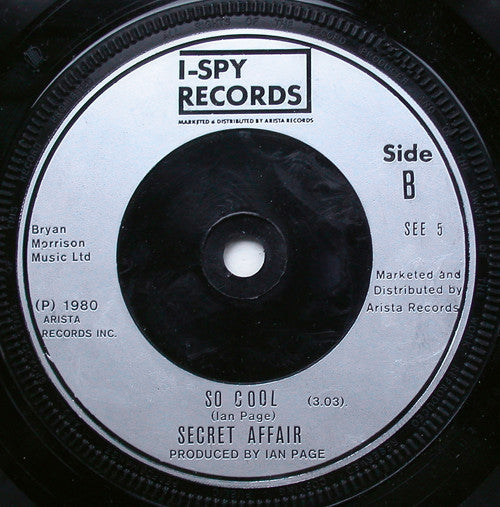 I-SPY
RECORDS
MARKETED & DISTRIBUTED BY ARISTA RECORDS
Side
B
SEE 5
Bryan
Morrison
Music Ltd
Marketed and
Distributed by
Arista Records
(P) 1980
ARISTA
RECORDS INC.
SO COOL (3.03).
(Ian Page)
SECRET AFFAIR
PRODUCED BY IAN PAGE